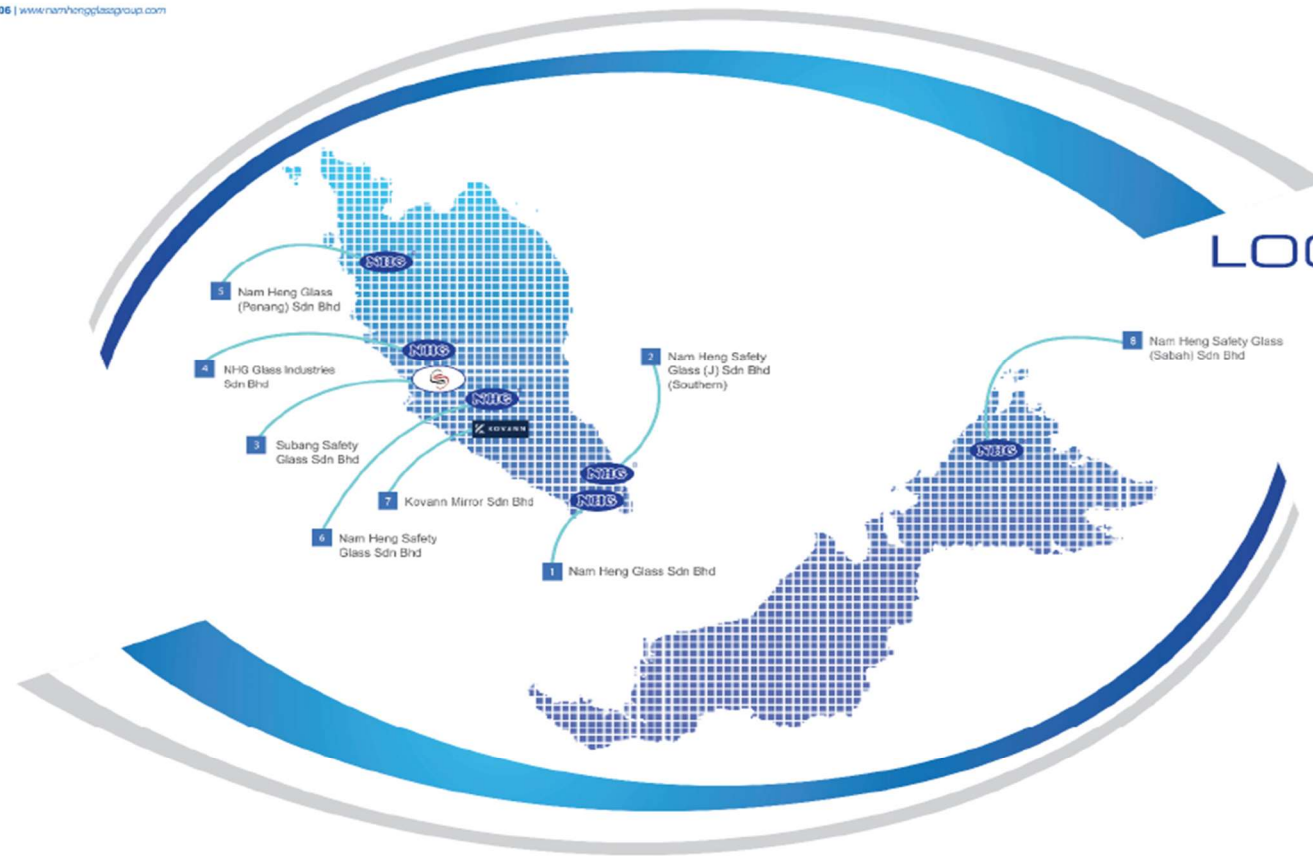 06 | www.namhengglassgroup.com
LOC
5 Nam Heng Glass
(Penang) Sdn Bhd
NHG
4 NHG Glass Industries
Sdn Bhd
NHG
3 Subang Safety
Glass Sdn Bhd
NHG
KOVANN
7 Kovann Mirror Sdn Bhd
6 Nam Heng Safety
Glass Sdn Bhd
2 Nam Heng Safety
Glass (J) Sdn Bhd
(Southern)
NHG
NHG
1 Nam Heng Glass Sdn Bhd
8 Nam Heng Safety Glass
(Sabah) Sdn Bhd
NHG